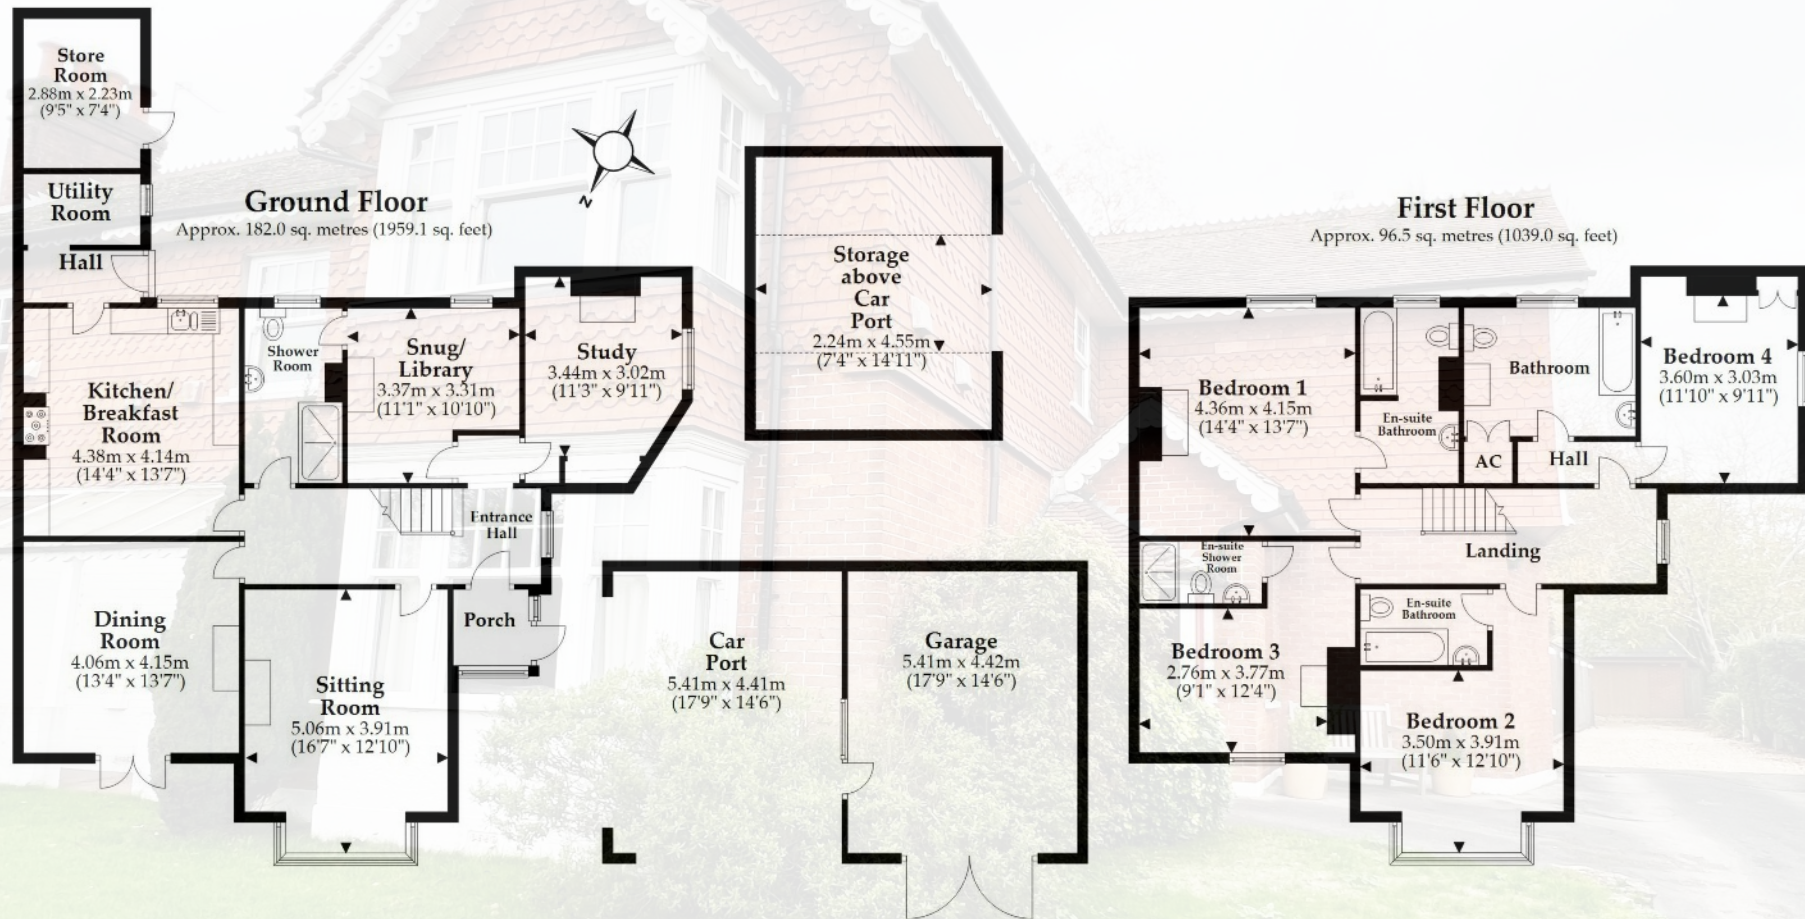 Store
Room
2.88m x 2.23m
(9'5" x 7'4")
Utility
Room
Hall
Ground Floor
Approx. 182.0 sq. metres (1959.1 sq. feet)
N
Kitchen/
Breakfast
Room
4.38m x 4.14m
(14'4" x 13'7")
Shower
Room
Snug/
Library
3.37m x 3.31m
(11'1" x 10'10")
Study
3.44m x 3.02m
(11'3" x 9'11")
Entrance
Hall
Dining
Room
4.06m x 4.15m
(13'4" x 13'7")
Sitting
Room
5.06m x 3.91m
(16'7" x 12'10")
Porch
Storage
above
Car
Port
2.24m x 4.55m
(7'4" x 14'11")
Car
Port
5.41m x 4.41m
(17'9" x 14'6")
Garage
5.41m x 4.42m
(17'9" x 14'6")
First Floor
Approx. 96.5 sq. metres (1039.0 sq. feet)
Bedroom 1
4.36m x 4.15m
(14'4" x 13'7")
En-suite
Bathroom
Bathroom
AC
Hall
Bedroom 4
3.60m x 3.03m
(11'10" x 9'11")
Landing
En-suite
Shower
Room
Bedroom 3
2.76m x 3.77m
(9'1" x 12'4")
En-suite
Bathroom
Bedroom 2
3.50m x 3.91m
(11'6" x 12'10")